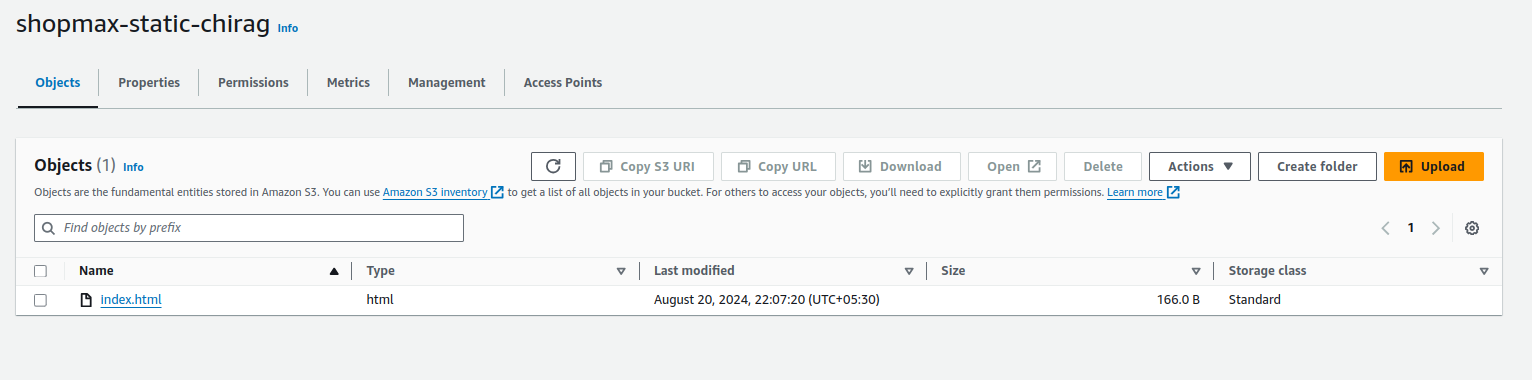 shopmax-static-chirag Info
Objects Properties Permissions Metrics Management Access Points
Objects (1) Info Copy S3 URI Copy URL Download Open Delete Actions Create folder Upload
Objects are the fundamental entities stored in Amazon S3. You can use Amazon S3 inventory to get a list of all objects in your bucket. For others to access your objects, you'll need to explicitly grant them permissions. Learn more
Find objects by prefix 1
Name Type Last modified Size Storage class
index.html html August 20, 2024, 22:07:20 (UTC+05:30) 166.0 B Standard